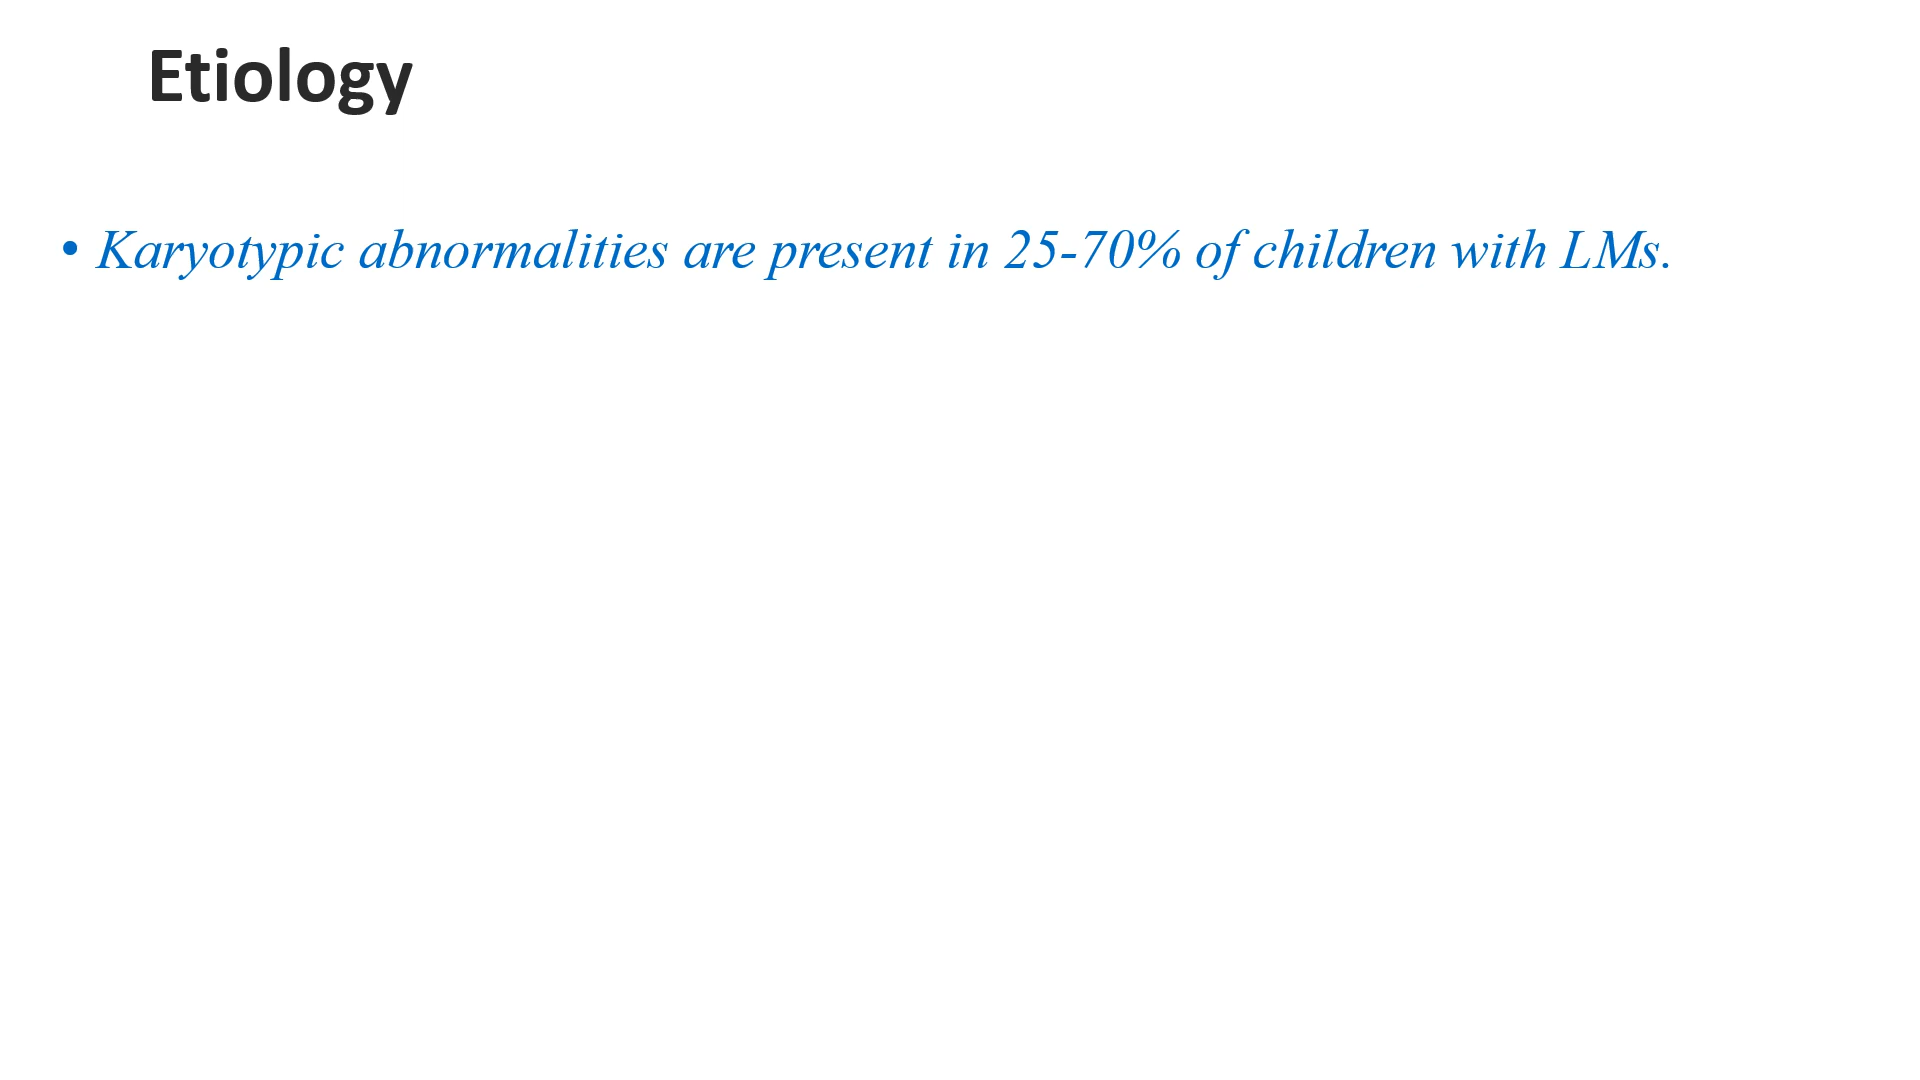 Etiology
• Karyotypic abnormalities are present in 25-70% of children with LMs.